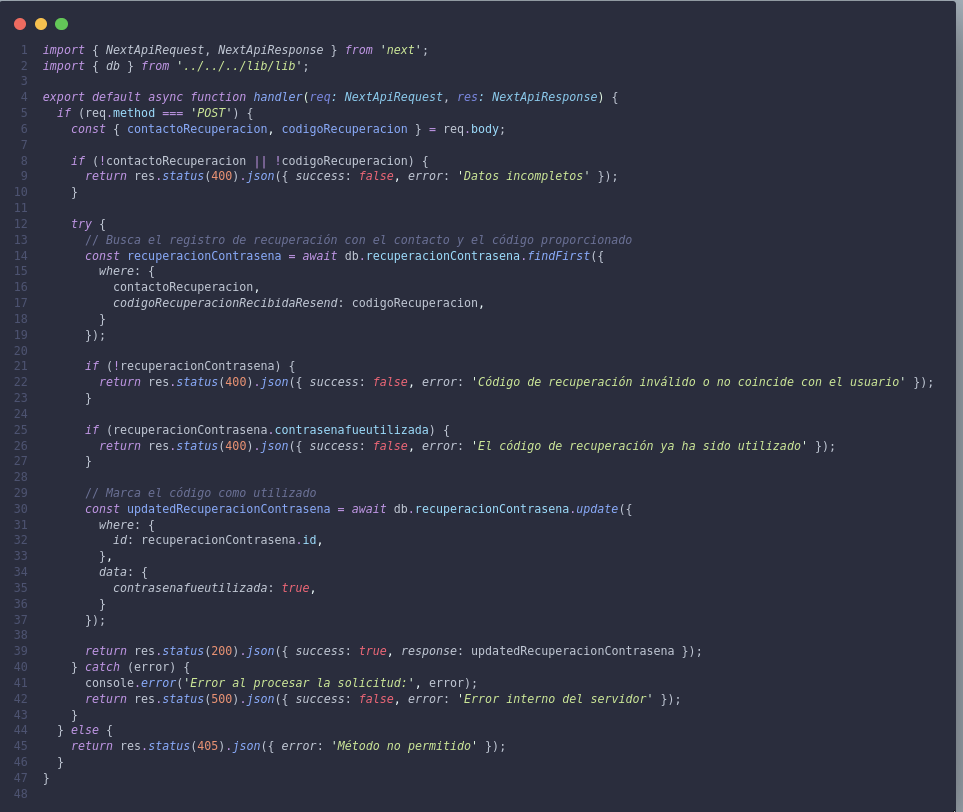 1 import { NextApiRequest, NextApiResponse } from 'next';
2 import { db } from '../../../lib/lib';
3
4 export default async function handler(req: NextApiRequest, res: NextApiResponse) {
5   if (req.method === 'POST') {
6     const { contactoRecuperacion, codigoRecuperacion } = req.body;
7
8     if (!contactoRecuperacion || !codigoRecuperacion) {
9       return res.status(400).json({ success: false, error: 'Datos incompletos' });
10     }
11
12     try {
13       // Busca el registro de recuperación con el contacto y el código proporcionado
14       const recuperacionContrasena = await db.recuperacionContrasena.findFirst({
15         where: {
16           contactoRecuperacion,
17           codigoRecuperacionRecibidaResend: codigoRecuperacion,
18         }
19       });
20
21       if (!recuperacionContrasena) {
22         return res.status(400).json({ success: false, error: 'Código de recuperación inválido o no coincide con el usuario' });
23       }
24
25       if (recuperacionContrasena.contrasenafueutilizada) {
26         return res.status(400).json({ success: false, error: 'El código de recuperación ya ha sido utilizado' });
27       }
28
29       // Marca el código como utilizado
30       const updatedRecuperacionContrasena = await db.recuperacionContrasena.update({
31         where: {
32           id: recuperacionContrasena.id,
33         },
34         data: {
35           contrasenafueutilizada: true,
36         }
37       });
38
39       return res.status(200).json({ success: true, response: updatedRecuperacionContrasena });
40     } catch (error) {
41       console.error('Error al procesar la solicitud:', error);
42       return res.status(500).json({ success: false, error: 'Error interno del servidor' });
43     }
44   } else {
45     return res.status(405).json({ error: 'Método no permitido' });
46   }
47 }
48